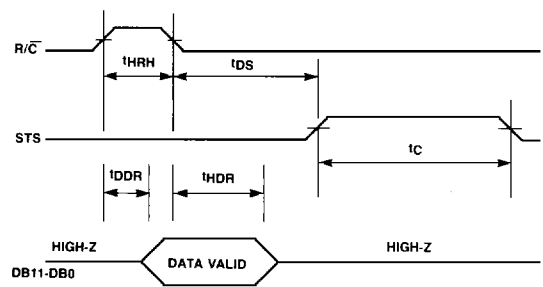 R/C̅
tHRH
tDS
STS
tC
tDDR
tHDR
HIGH-Z
DATA VALID
HIGH-Z
DB11-DB0